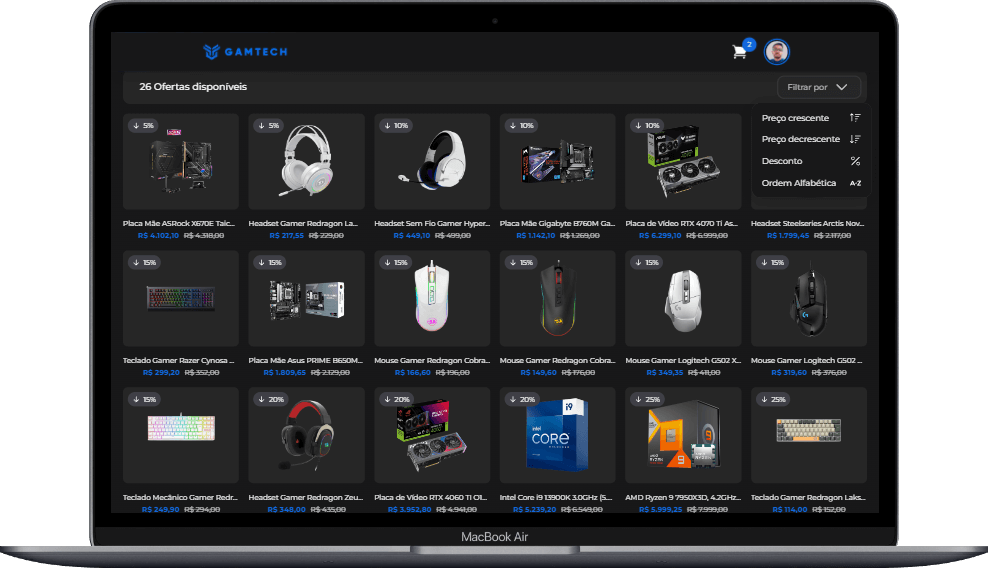 GAMTECH
2
26 Ofertas disponíveis
Filtrar por
Preço crescente
Preço decrescente
Desconto
Ordem Alfabética A-Z
5%
5%
10%
10%
10%
Placa Mãe ASRock X670E Taic...
Headset Gamer Redragon La...
Headset Sem Fio Gamer Hyper...
Placa Mãe Gigabyte B760M Ga...
Placa de Vídeo RTX 4070 Ti As...
Headset Steelseries Arctis Nov...
R$ 4.102,10 R$ 4.318,00
R$ 217,55 R$ 229,00
R$ 449,10 R$ 499,00
R$ 1.142,10 R$ 1.269,00
R$ 6.299,10 R$ 6.999,00
R$ 1.799,45 R$ 2.117,00
15%
15%
15%
15%
15%
15%
Teclado Gamer Razer Cynosa ...
Placa Mãe Asus PRIME B650M...
Mouse Gamer Redragon Cobra...
Mouse Gamer Redragon Cobra...
Mouse Gamer Logitech G502 X...
Mouse Gamer Logitech G502 ...
R$ 299,20 R$ 352,00
R$ 1.809,65 R$ 2.129,00
R$ 166,60 R$ 196,00
R$ 149,60 R$ 176,00
R$ 349,35 R$ 411,00
R$ 319,60 R$ 376,00
15%
20%
20%
20%
25%
25%
intel
CORE
i9
AMD
RYZEN
9
Teclado Mecânico Gamer Redr...
Headset Gamer Redragon Zeu...
Placa de Vídeo RTX 4060 TI O1...
Intel Core i9 13900K 3.0GHz (5....
AMD Ryzen 9 7950X3D, 4.2GHz...
Teclado Gamer Redragon Laks...
R$ 249,90 R$ 294,00
R$ 348,00 R$ 435,00
R$ 3.952,80 R$ 4.941,00
R$ 5.239,20 R$ 6.549,00
R$ 5.999,25 R$ 7.999,00
R$ 114,00 R$ 152,00
MacBook Air